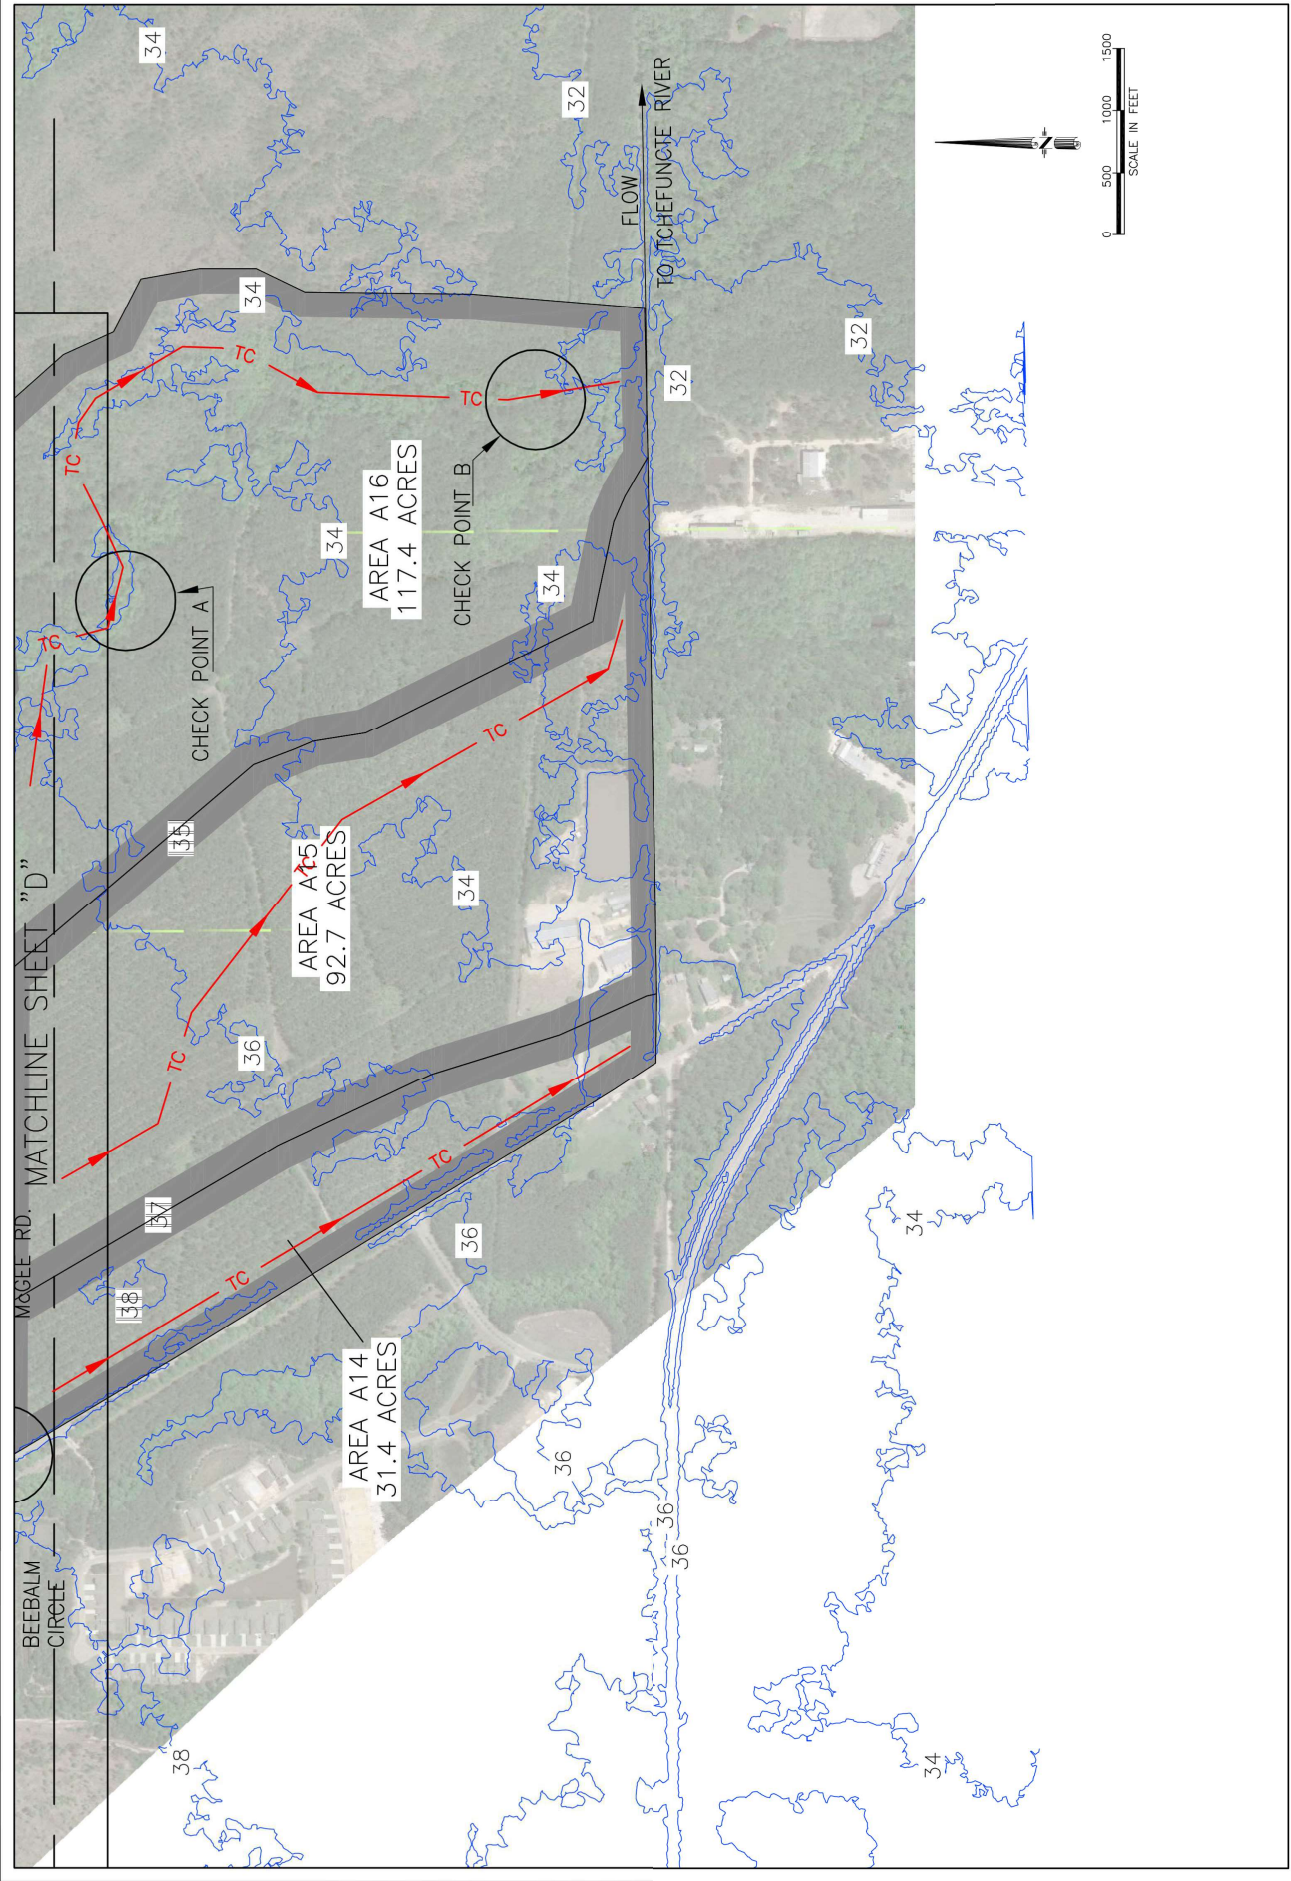 BEEBALM
CIRCLE
McGEE RD.
MATCHLINE SHEET "D"
34
32
FLOW
TO TCHEFUNCTE RIVER
0 500 1000 1500
SCALE IN FEET
N
34
TC
TC
TC
TC
CHECK POINT A
CHECK POINT B
AREA A16
117.4 ACRES
34
34
32
32
35
AREA A15
92.7 ACRES
TC
TC
TC
34
36
37
38
TC
TC
36
AREA A14
31.4 ACRES
36
36
36
38
34
34